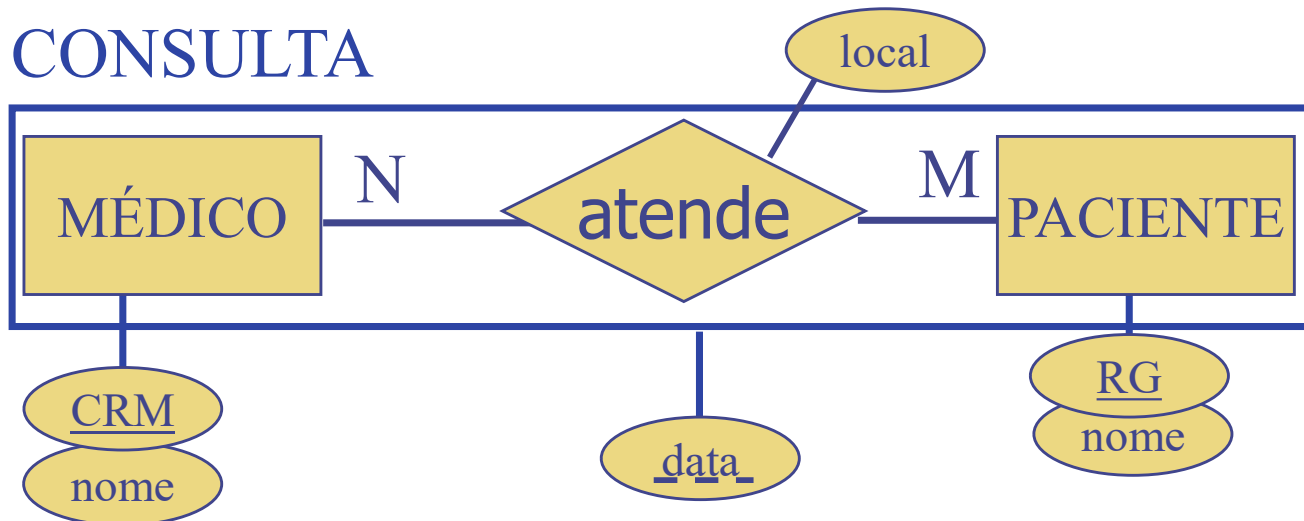 CONSULTA
local
MÉDICO
N
atende
M
PACIENTE
CRM
nome
data
RG
nome